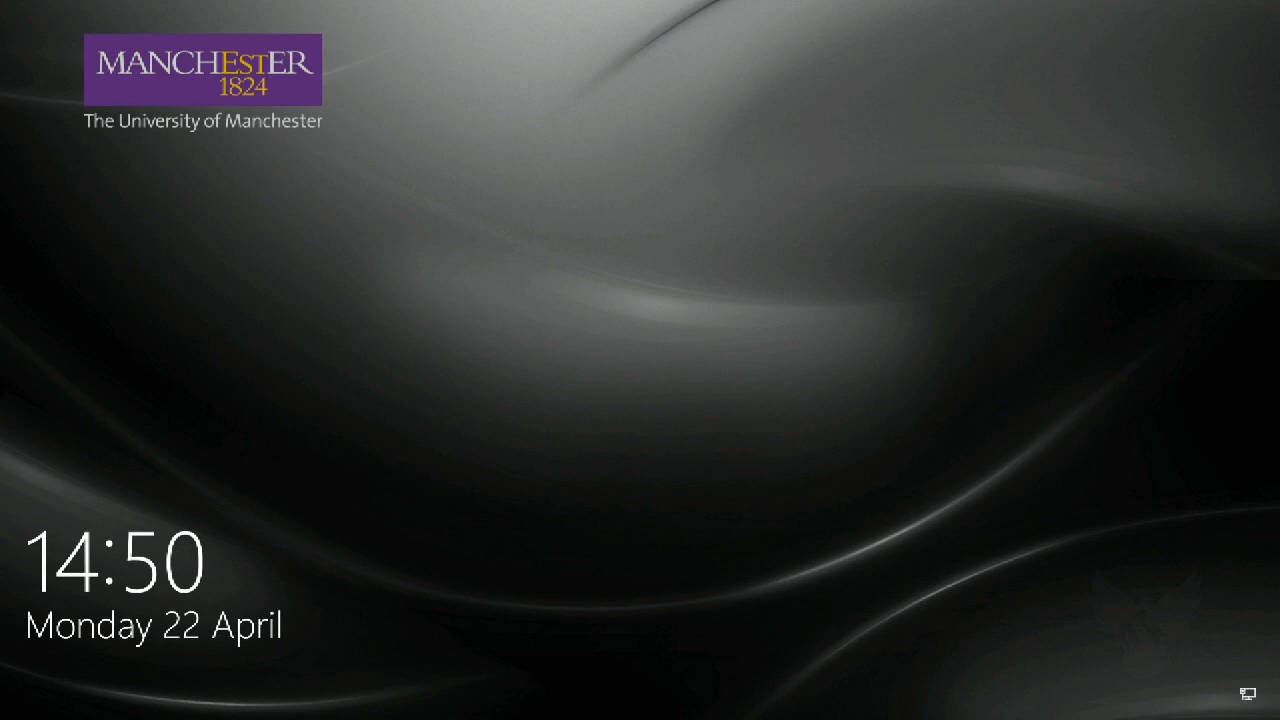 MANCHEsTER
1824
The University of Manchester
14:50
Monday 22 April